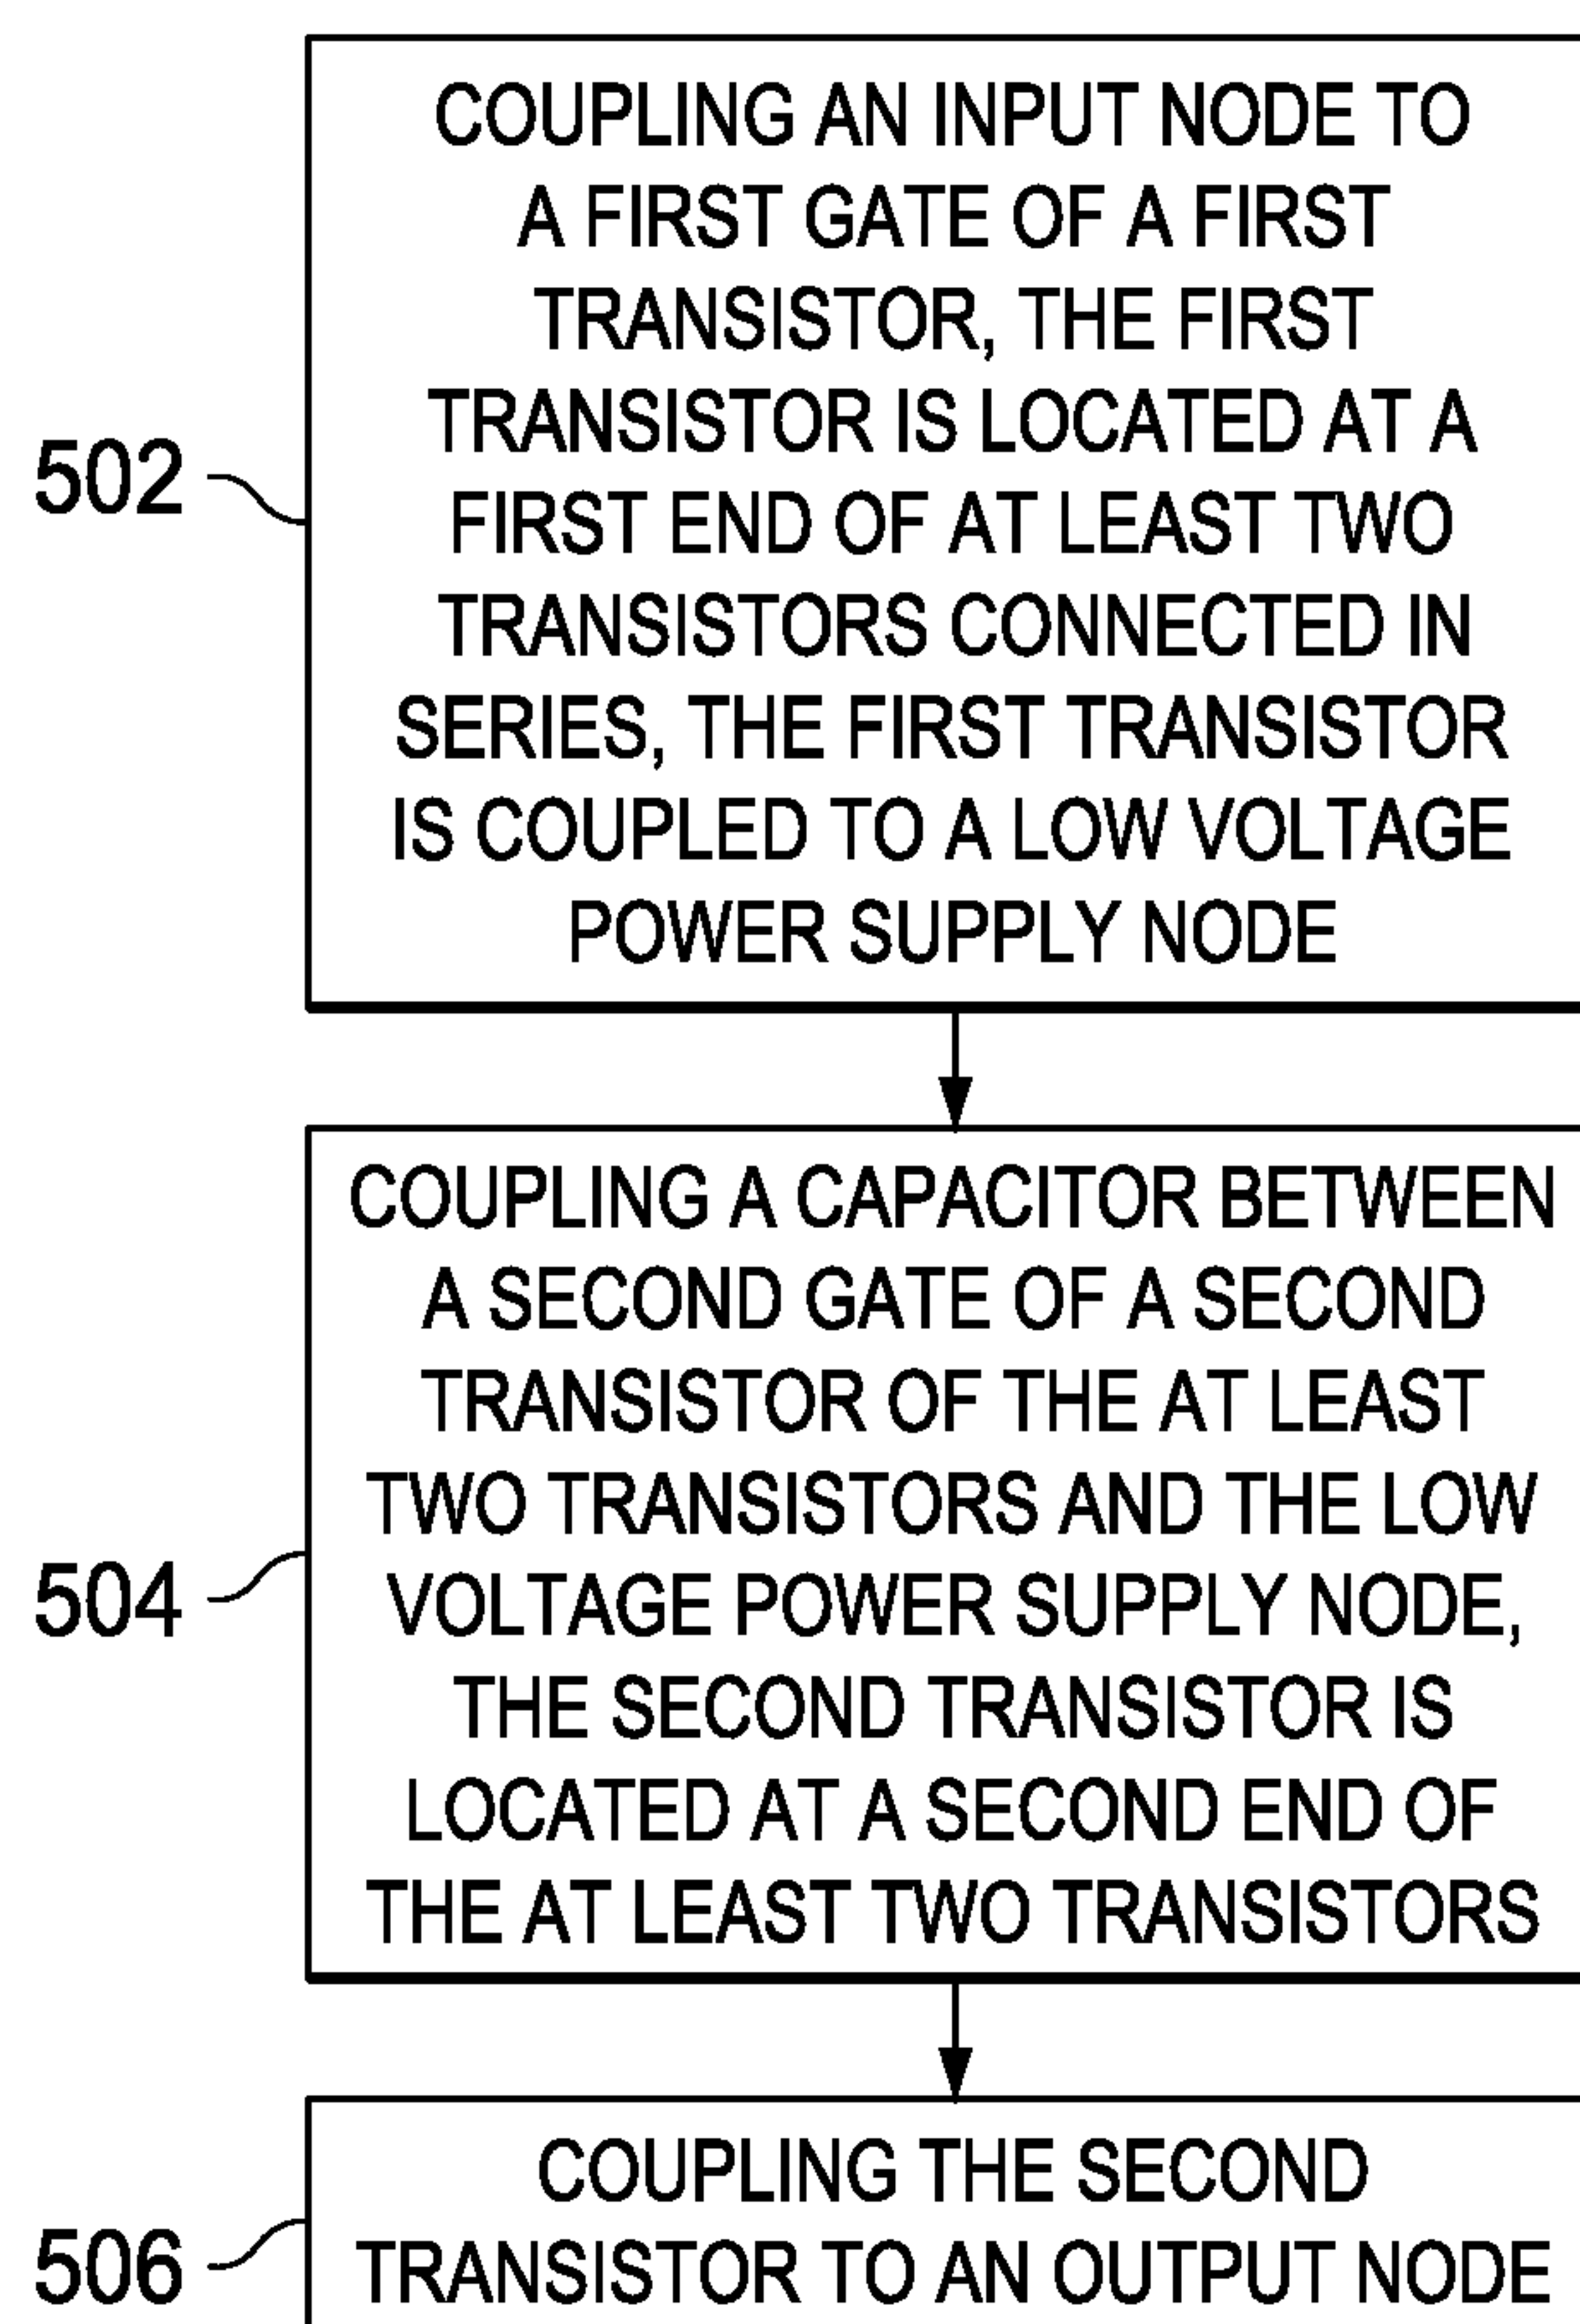 COUPLING AN INPUT NODE TO
A FIRST GATE OF A FIRST
TRANSISTOR, THE FIRST
TRANSISTOR IS LOCATED AT A
502
FIRST END OF AT LEAST TWO
TRANSISTORS CONNECTED IN
SERIES, THE FIRST TRANSISTOR
IS COUPLED TO A LOW VOLTAGE
POWER SUPPLY NODE
COUPLING A CAPACITOR BETWEEN
A SECOND GATE OF A SECOND
TRANSISTOR OF THE AT LEAST
TWO TRANSISTORS AND THE LOW
504
VOLTAGE POWER SUPPLY NODE,
THE SECOND TRANSISTOR IS
LOCATED AT A SECOND END OF
THE AT LEAST TWO TRANSISTORS
COUPLING THE SECOND
506
TRANSISTOR TO AN OUTPUT NODE